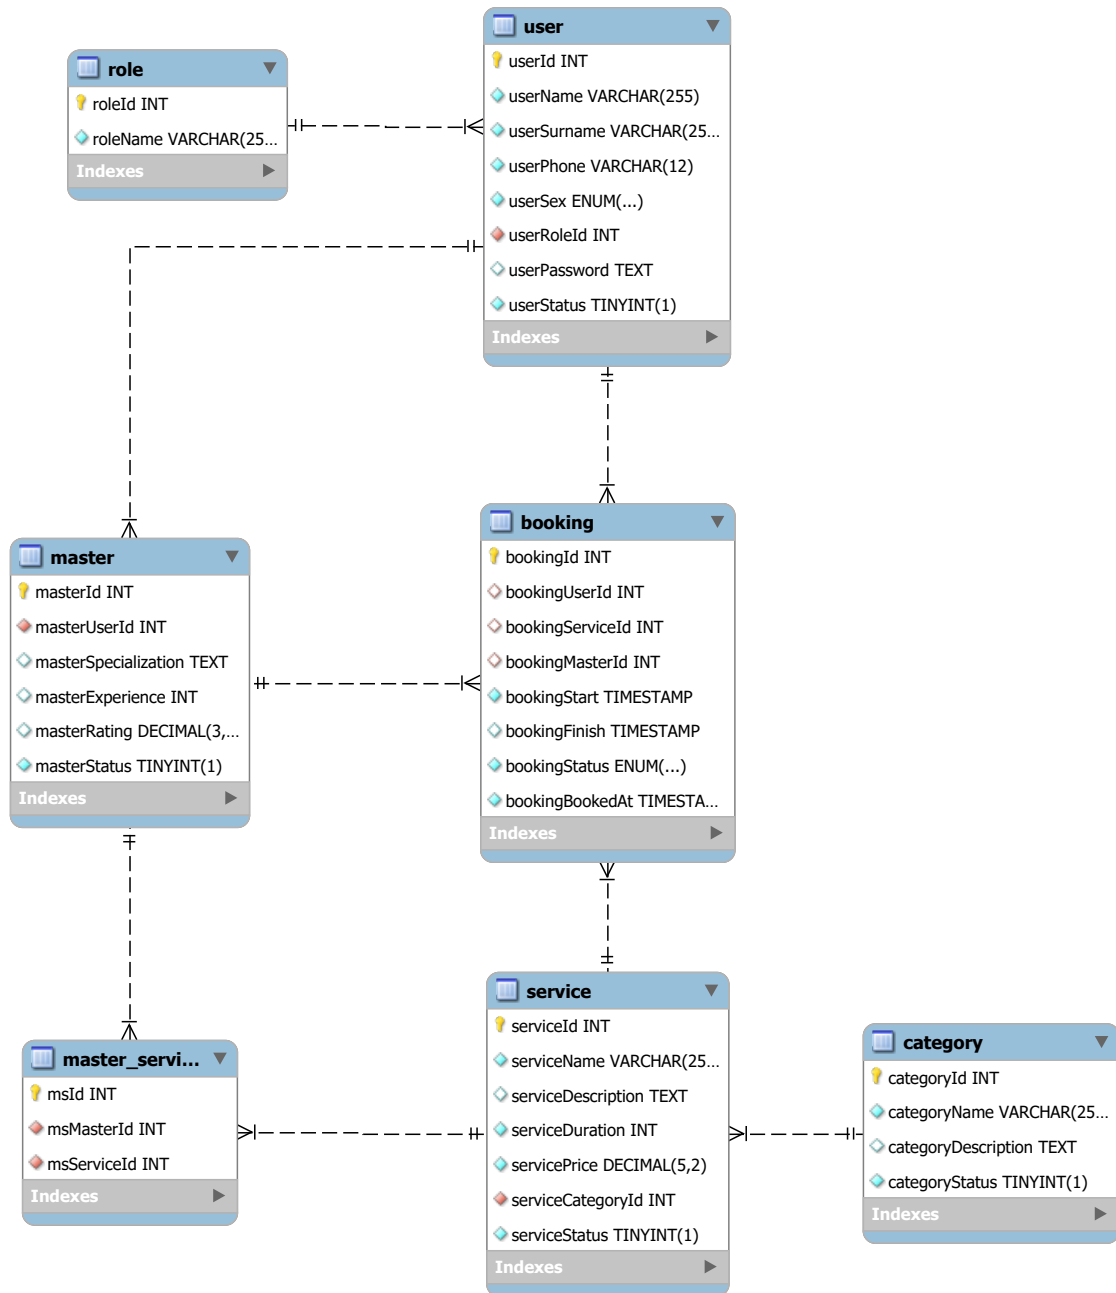 role
roleId INT
roleName VARCHAR(25...
Indexes
user
userId INT
userName VARCHAR(255)
userSurname VARCHAR(25...
userPhone VARCHAR(12)
userSex ENUM(...)
userRoleId INT
userPassword TEXT
userStatus TINYINT(1)
Indexes
master
masterId INT
masterUserId INT
masterSpecialization TEXT
masterExperience INT
masterRating DECIMAL(3,...
masterStatus TINYINT(1)
Indexes
booking
bookingId INT
bookingUserId INT
bookingServiceId INT
bookingMasterId INT
bookingStart TIMESTAMP
bookingFinish TIMESTAMP
bookingStatus ENUM(...)
bookingBookedAt TIMESTA...
Indexes
master_servi...
msId INT
msMasterId INT
msServiceId INT
Indexes
service
serviceId INT
serviceName VARCHAR(25...
serviceDescription TEXT
serviceDuration INT
servicePrice DECIMAL(5,2)
serviceCategoryId INT
serviceStatus TINYINT(1)
Indexes
category
categoryId INT
categoryName VARCHAR(25...
categoryDescription TEXT
categoryStatus TINYINT(1)
Indexes